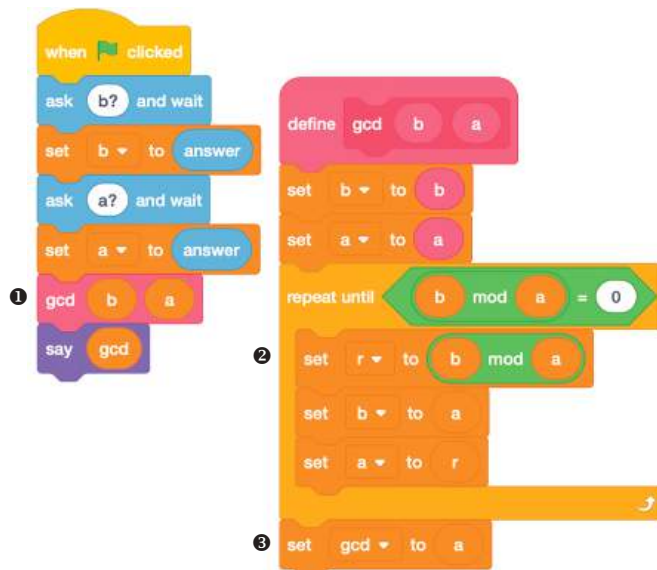 when clicked
ask b? and wait
set b to answer
ask a? and wait
set a to answer
❶ gcd b a
say gcd
define gcd b a
set b to b
set a to a
repeat until b mod a = 0
❷ set r to b mod a
set b to a
set a to r
❸ set gcd to a